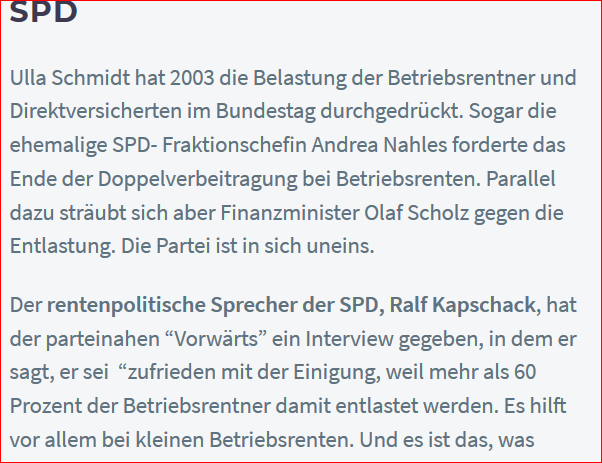 SPD
Ulla Schmidt hat 2003 die Belastung der Betriebsrentner und
Direktversicherten im Bundestag durchgedrückt. Sogar die
ehemalige SPD- Fraktionschefin Andrea Nahles forderte das
Ende der Doppelverbeitragung bei Betriebsrenten. Parallel
dazu sträubt sich aber Finanzminister Olaf Scholz gegen die
Entlastung. Die Partei ist in sich uneins.
Der rentenpolitische Sprecher der SPD, Ralf Kapschack, hat
der parteinahen “Vorwärts” ein Interview gegeben, in dem er
sagt, er sei  “zufrieden mit der Einigung, weil mehr als 60
Prozent der Betriebsrentner damit entlastet werden. Es hilft
vor allem bei kleinen Betriebsrenten. Und es ist das, was